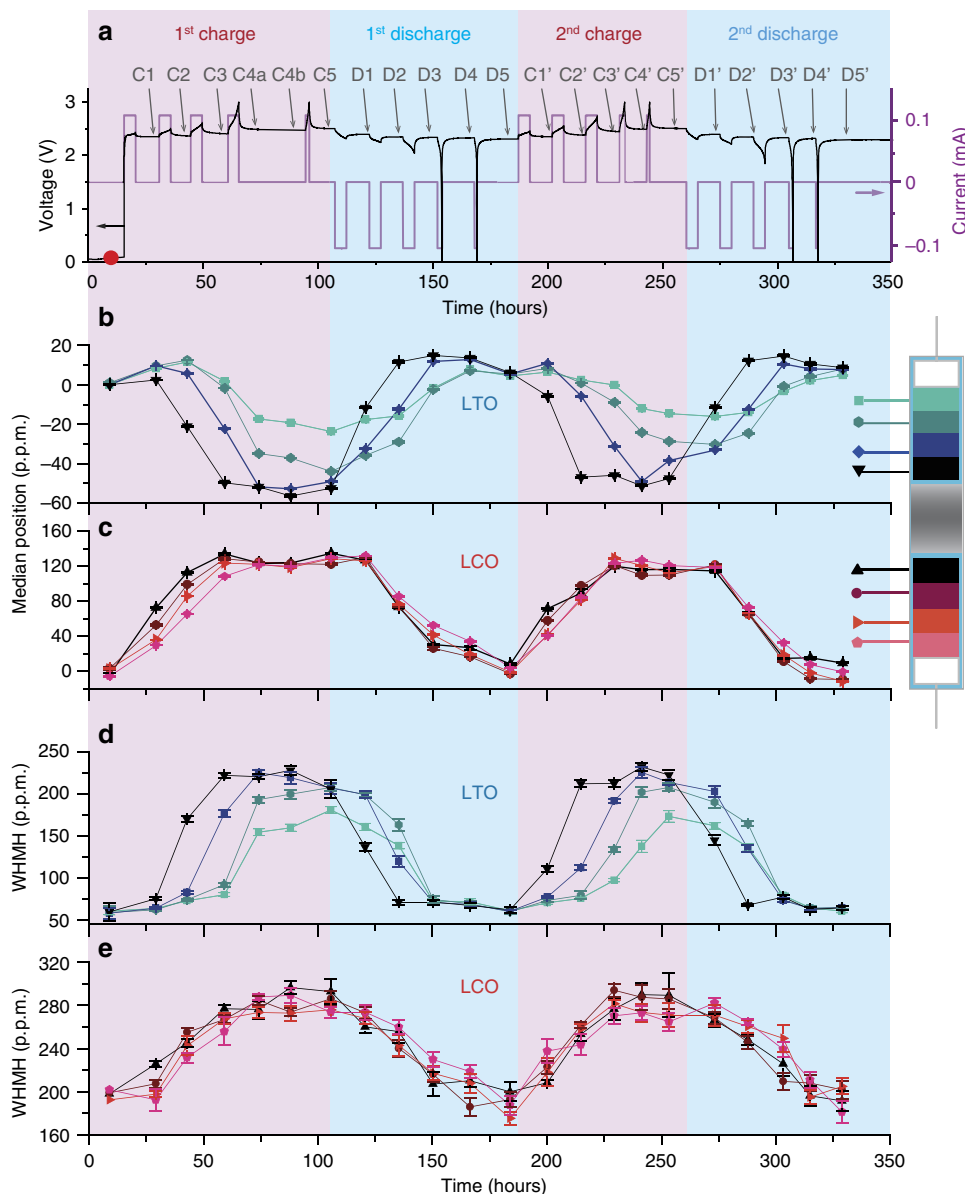 a
1st charge
1st discharge
2nd charge
2nd discharge
C1 C2 C3 C4a C4b C5 D1 D2 D3 D4 D5 C1' C2' C3' C4' C5' D1' D2' D3' D4' D5'
3
2
1
0
Voltage (V)
0.1
0
–0.1
Current (mA)
0 50 100 150 200 250 300 350
Time (hours)
b
20
0
–20
–40
–60
LTO
Median position (p.p.m.)
c
160
120
80
40
0
LCO
d
250
200
150
100
50
WHMH (p.p.m.)
LTO
e
320
280
240
200
160
WHMH (p.p.m.)
LCO
0 50 100 150 200 250 300 350
Time (hours)